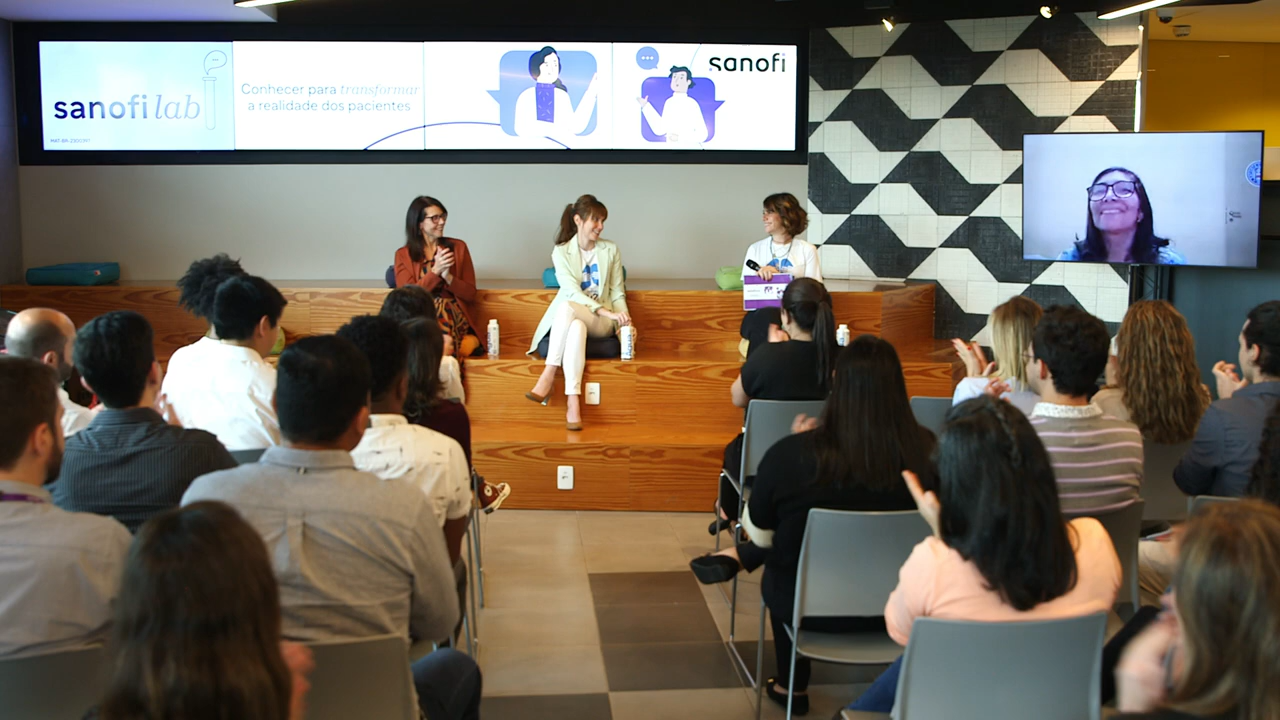 sanofi lab
Conhecer para transformar
a realidade dos pacientes
sanofi